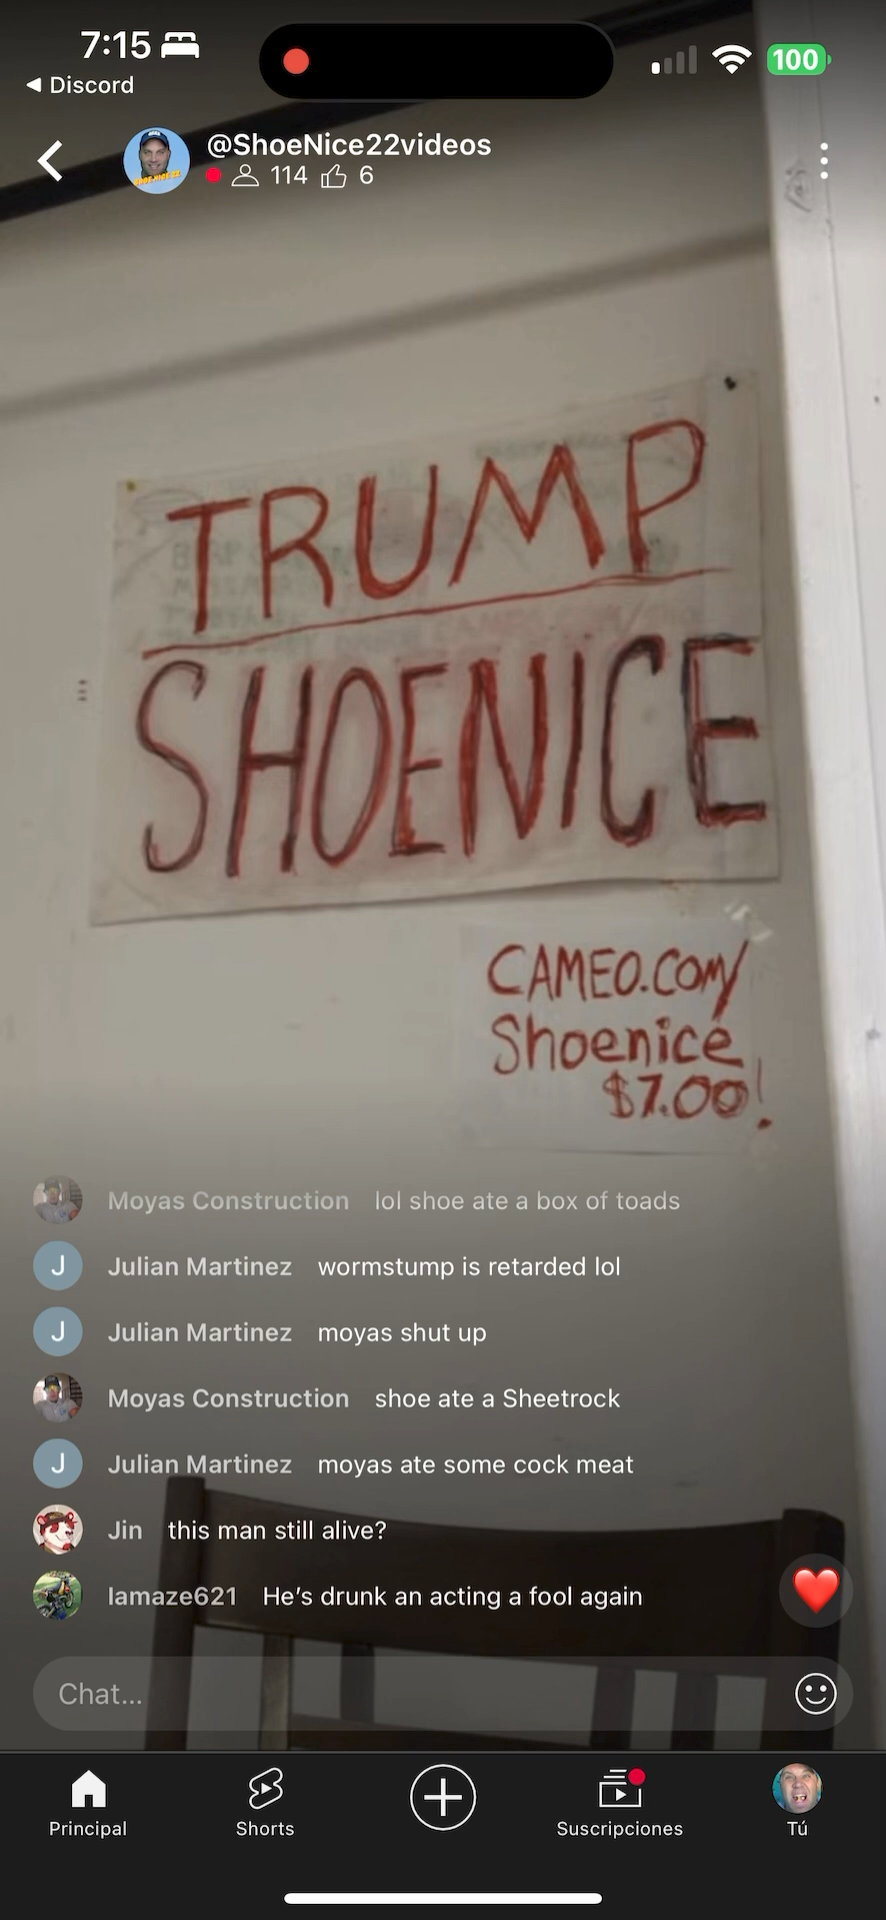 7:15
100
Discord
@ShoeNice22videos
114 6
TRUMP
SHOENICE
CAMEO.COM/
Shoenice
$7.00!
Moyas Construction lol shoe ate a box of toads
J Julian Martinez wormstump is retarded lol
J Julian Martinez moyas shut up
Moyas Construction shoe ate a Sheetrock
J Julian Martinez moyas ate some cock meat
Jin this man still alive?
lamaze621 He’s drunk an acting a fool again
Chat...
Principal
Shorts
Suscripciones
Tú